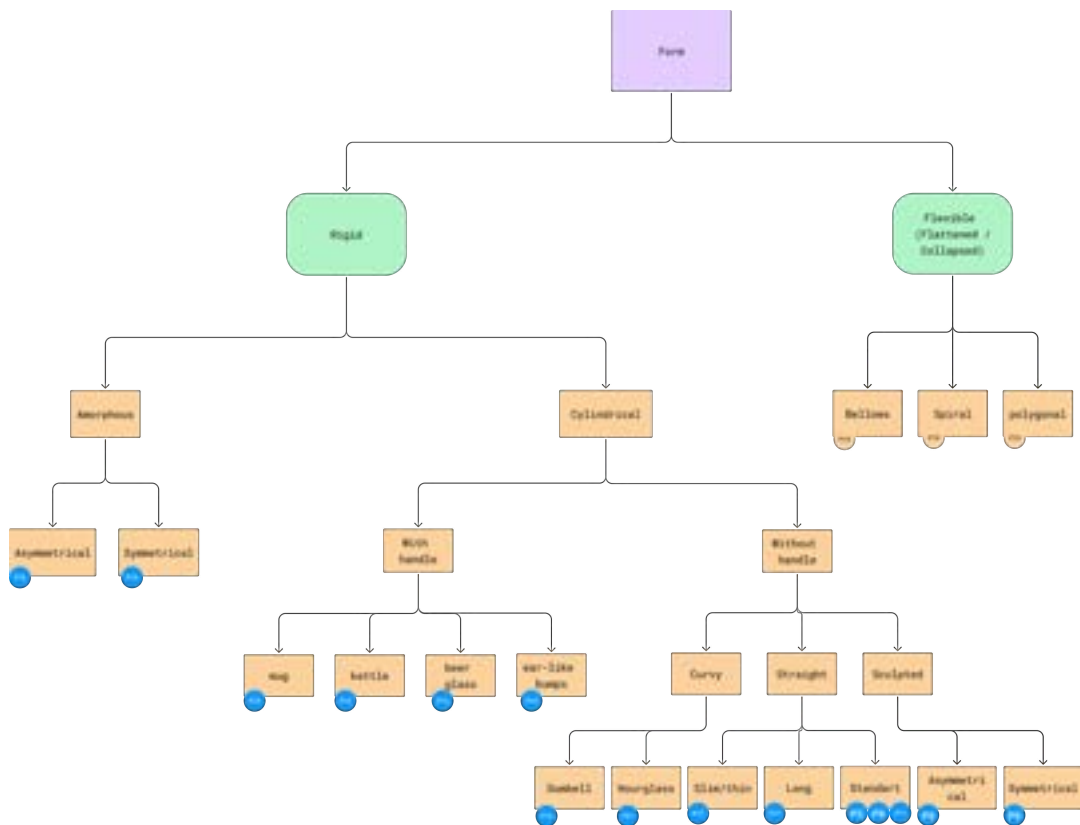 Form
Rigid
Flexible
(Flattened /
Collapsed)
Amorphous
Cylindrical
Bellows
Spiral
polygonal
Asymmetrical
Symmetrical
With
handle
Without
handle
mug
kettle
beer
glass
ear-like
humps
Curvy
Straight
Sculpted
Dumbell
Hourglass
Slim/thin
Long
Standart
Asymmetri
cal
Symmetrical